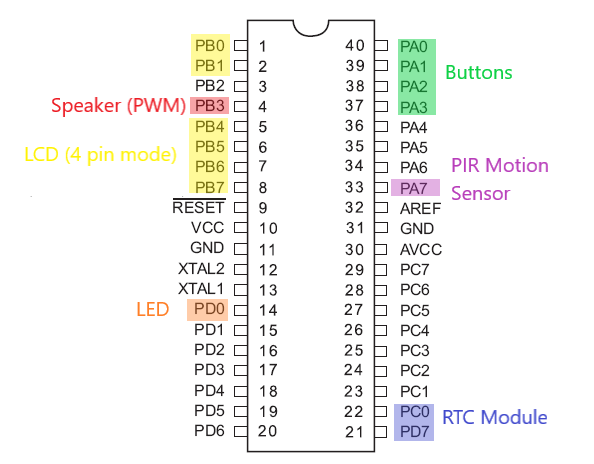 PB0 1 40 PA0
PB1 2 39 PA1 Buttons
PB2 3 38 PA2
Speaker (PWM) PB3 4 37 PA3
PB4 5 36 PA4
LCD (4 pin mode) PB5 6 35 PA5
PB6 7 34 PA6 PIR Motion
PB7 8 33 PA7 Sensor
RESET 9 32 AREF
VCC 10 31 GND
GND 11 30 AVCC
XTAL2 12 29 PC7
XTAL1 13 28 PC6
LED PD0 14 27 PC5
PD1 15 26 PC4
PD2 16 25 PC3
PD3 17 24 PC2
PD4 18 23 PC1
PD5 19 22 PC0 RTC Module
PD6 20 21 PD7